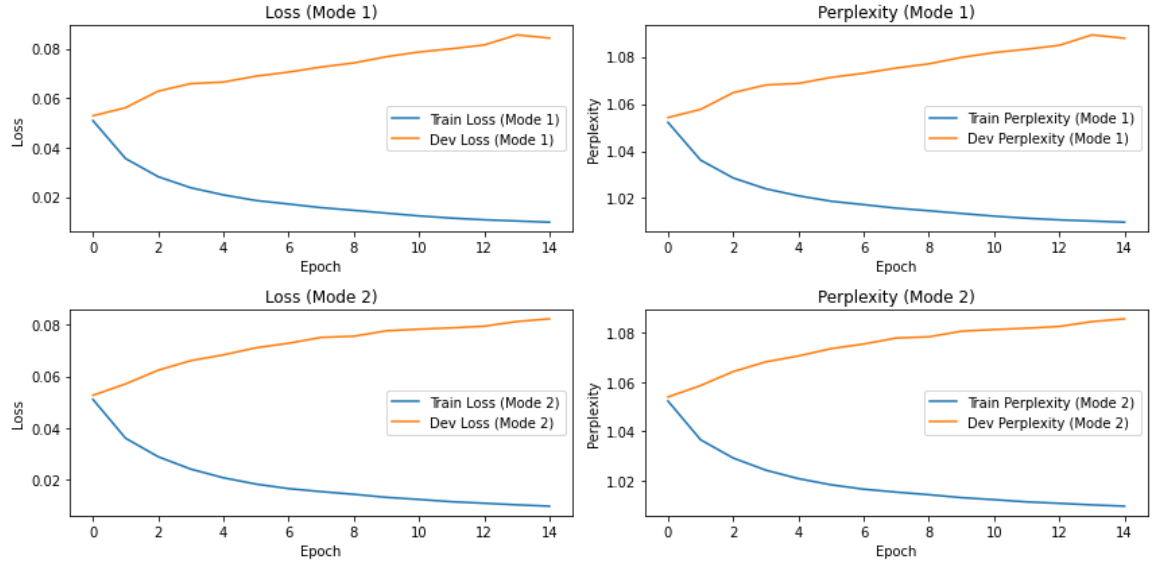 Loss (Mode 1)
Loss
0.08
0.06
0.04
0.02
Train Loss (Mode 1)
Dev Loss (Mode 1)
0 2 4 6 8 10 12 14
Epoch
Perplexity (Mode 1)
Perplexity
1.08
1.06
1.04
1.02
Train Perplexity (Mode 1)
Dev Perplexity (Mode 1)
0 2 4 6 8 10 12 14
Epoch
Loss (Mode 2)
Loss
0.08
0.06
0.04
0.02
Train Loss (Mode 2)
Dev Loss (Mode 2)
0 2 4 6 8 10 12 14
Epoch
Perplexity (Mode 2)
Perplexity
1.08
1.06
1.04
1.02
Train Perplexity (Mode 2)
Dev Perplexity (Mode 2)
0 2 4 6 8 10 12 14
Epoch